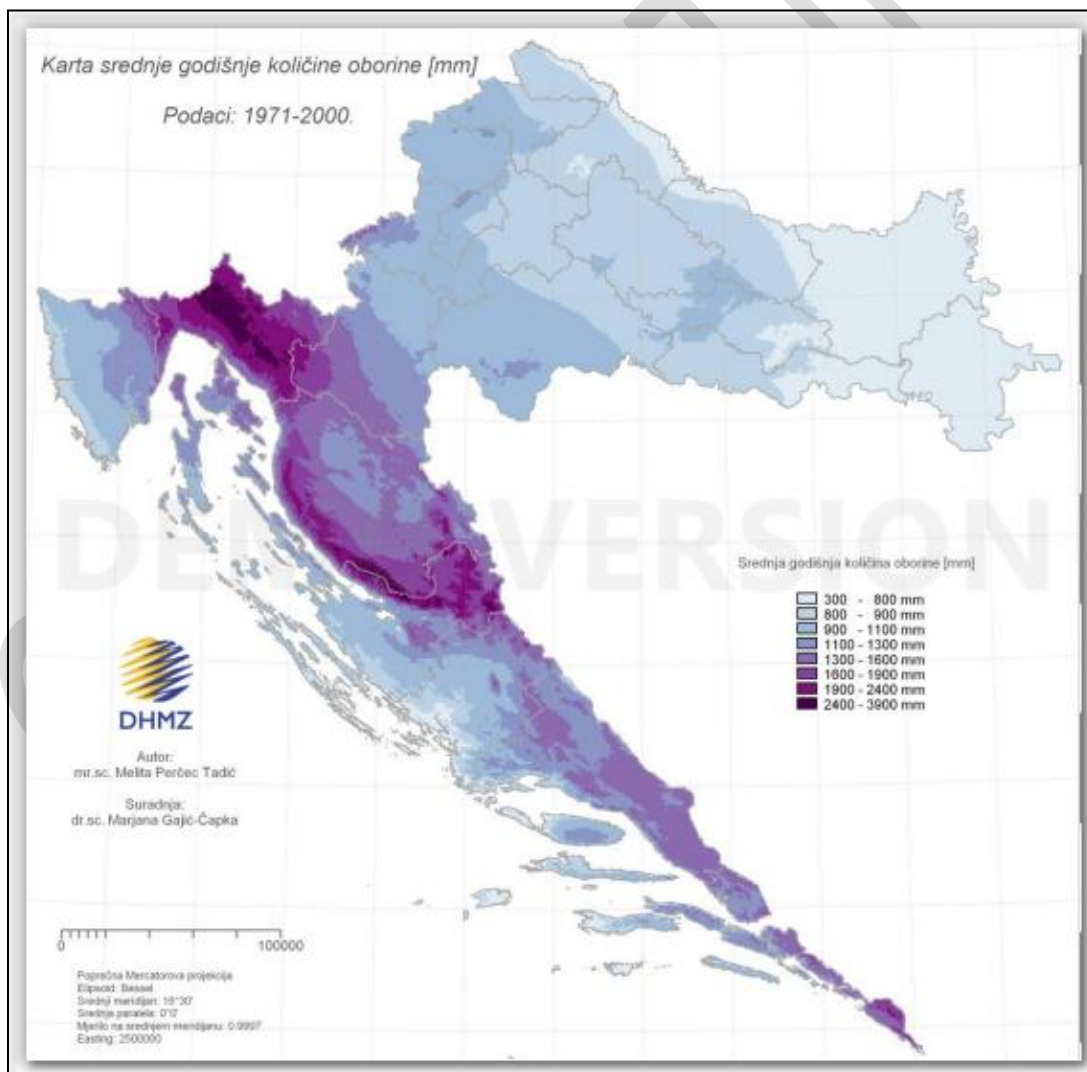 Karta srednje godišnje količine oborine [mm]
Podaci: 1971-2000.
DEMO VERSION
Srednja godišnja količina oborine [mm]
300 - 800 mm
800 - 900 mm
900 - 1100 mm
1100 - 1300 mm
1300 - 1600 mm
1600 - 1900 mm
1900 - 2400 mm
2400 - 3900 mm
DHMZ
Autor:
mr.sc. Melita Perčec Tadić
Suradnja:
dr.sc. Marjana Gajić-Čapka
0 100000
Poprečna Mercatorova projekcija
Elipsoid: Bessel
Srednji meridijan: 16°30'
Srednja paralela: 0°0'
Mjerilo na srednjem meridijanu: 0.9997
Easting: 2500000